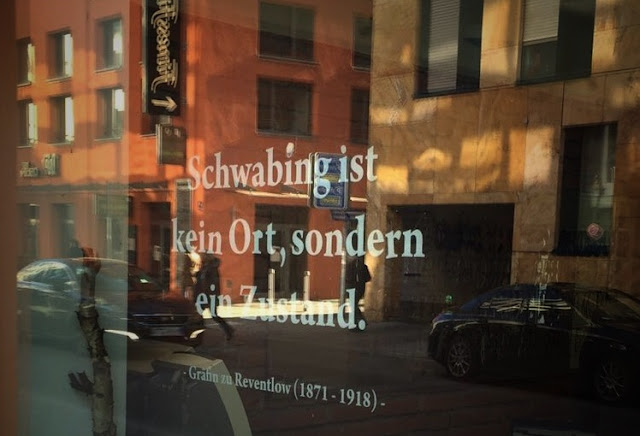 Schwabing ist
kein Ort, sondern
ein Zustand.
- Gräfin zu Reventlow (1871 - 1918) -